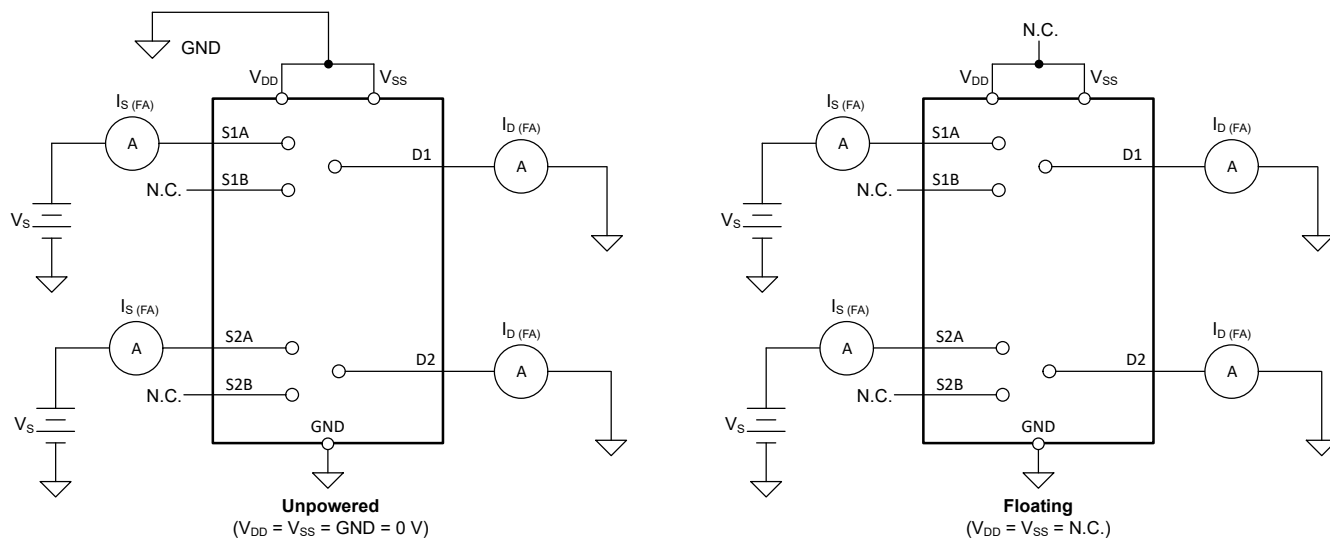 GND
V_DD
V_SS
I_S (FA)
A
S1A
S1B
N.C.
V_S
D1
I_D (FA)
A
I_S (FA)
A
S2A
S2B
N.C.
V_S
D2
I_D (FA)
A
GND
Unpowered
(V_DD = V_SS = GND = 0 V)
N.C.
V_DD
V_SS
I_S (FA)
A
S1A
S1B
N.C.
V_S
D1
I_D (FA)
A
I_S (FA)
A
S2A
S2B
N.C.
V_S
D2
I_D (FA)
A
GND
Floating
(V_DD = V_SS = N.C.)